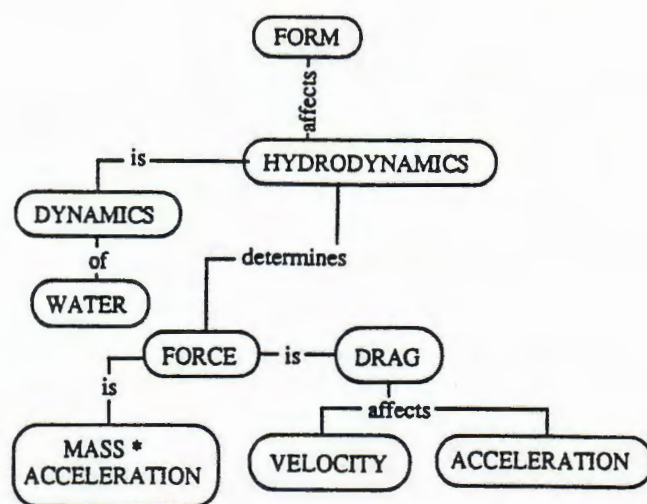 FORM
affects
is
HYDRODYNAMICS
DYNAMICS
of
WATER
determines
FORCE
is
DRAG
is
affects
MASS *
ACCELERATION
VELOCITY
ACCELERATION